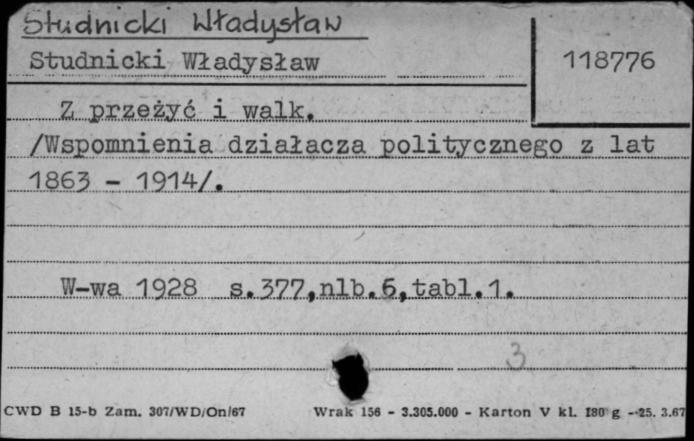 Studnicki Władysław
Studnicki Władysław
118776
Z przeżyć i walk.
/Wspomnienia działacza politycznego z lat
1863 - 1914/.
W-wa 1928 s.377,nlb.6,tabl.1.
3
CWD B 15-b Zam. 307/WD/On/67 Wrak 156 - 3.305.000 - Karton V kl. 180 g - 25. 3.67